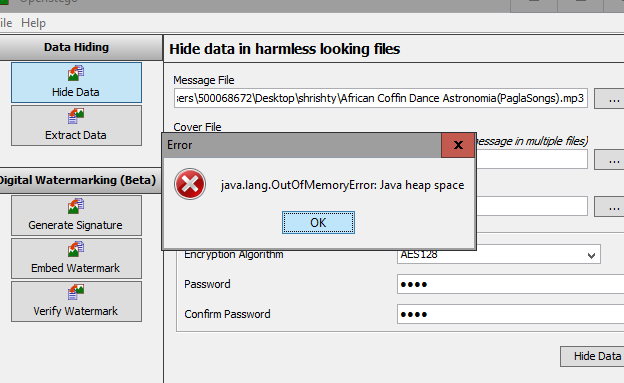 OpenStego
File Help
Data Hiding
Hide Data
Extract Data
Digital Watermarking (Beta)
Generate Signature
Embed Watermark
Verify Watermark
Hide data in harmless looking files
Message File
:ers\500068672\Desktop\shrishty\African Coffin Dance Astronomia(PaglaSongs).mp3
...
Cover File
message in multiple files)
...
...
Error
java.lang.OutOfMemoryError: Java heap space
OK
Encryption Algorithm
AES128
Password
••••
Confirm Password
••••
Hide Data